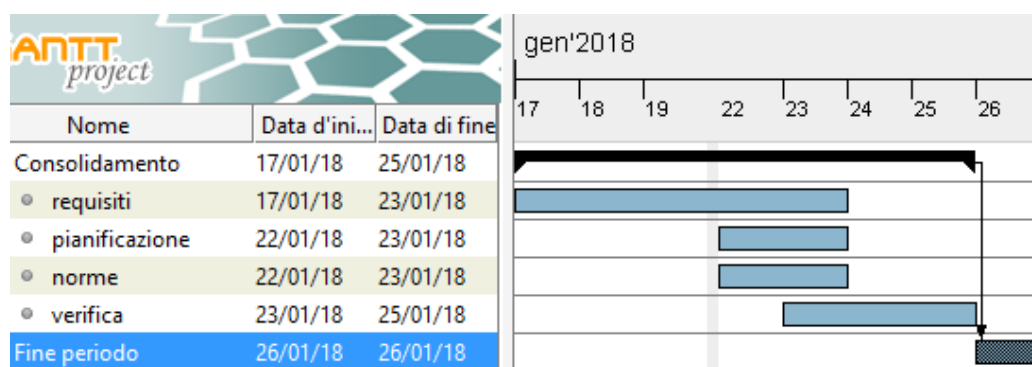 ANTT
project
gen'2018
17 18 19 22 23 24 25 26
Nome Data d'ini... Data di fine
Consolidamento 17/01/18 25/01/18
requisiti 17/01/18 23/01/18
pianificazione 22/01/18 23/01/18
norme 22/01/18 23/01/18
verifica 23/01/18 25/01/18
Fine periodo 26/01/18 26/01/18